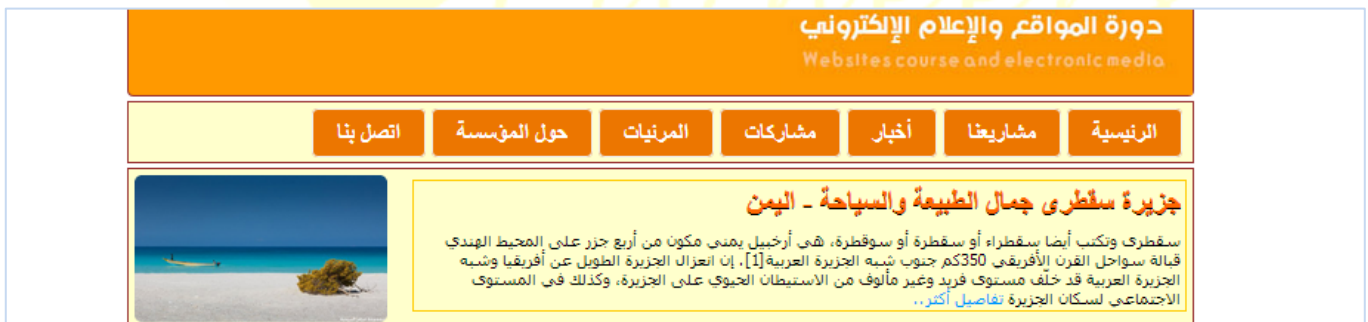 دورة المواقع والإعلام الإلكتروني
Websites course and electronic media
الرئيسية
مشاريعنا
أخبار
مشاركات
المرئيات
حول المؤسسة
اتصل بنا
جزيرة سقطرى جمال الطبيعة والسياحة - اليمن
سقطرى وتكتب أيضا سقطراء أو سقطرة أو سوقطرة، هي أرخبيل يمني مكون من أربع جزر على المحيط الهندي
قبالة سواحل القرن الأفريقي 350كم جنوب شبه الجزيرة العربية[1]. إن انعزال الجزيرة الطويل عن أفريقيا وشبه
الجزيرة العربية قد خلّف مستوى فريد وغير مألوف من الاستيطان الحيوي على الجزيرة، وكذلك في المستوى
الاجتماعي لسكان الجزيرة تفاصيل أكثر..